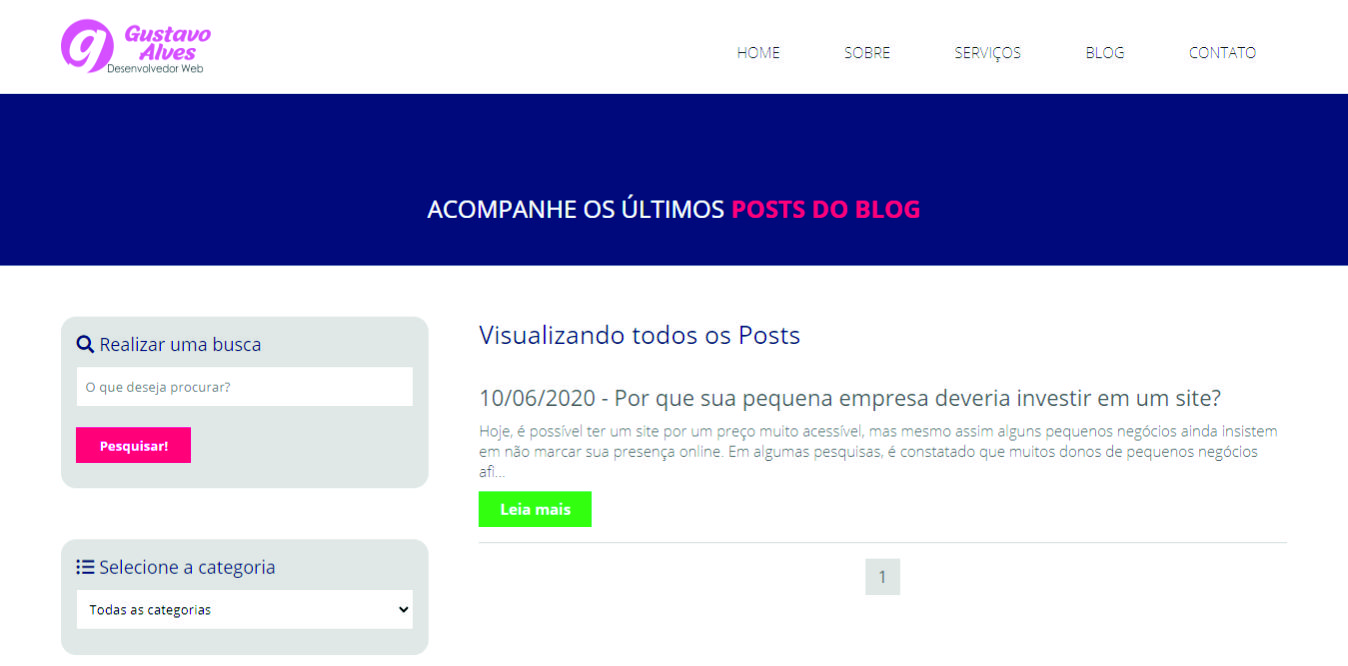 Gustavo
Alves
Desenvolvedor Web
HOME SOBRE SERVIÇOS BLOG CONTATO
ACOMPANHE OS ÚLTIMOS POSTS DO BLOG
Realizar uma busca
O que deseja procurar?
Pesquisar!
Selecione a categoria
Todas as categorias
Visualizando todos os Posts
10/06/2020 - Por que sua pequena empresa deveria investir em um site?
Hoje, é possível ter um site por um preço muito acessível, mas mesmo assim alguns pequenos negócios ainda insistem
em não marcar sua presença online. Em algumas pesquisas, é constatado que muitos donos de pequenos negócios
afi...
Leia mais
1